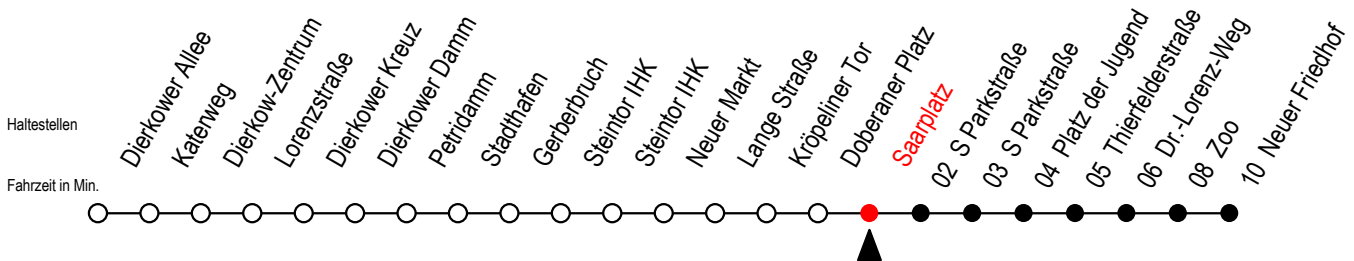 Haltestellen
Fahrzeit in Min.
Dierkower Allee
Katerweg
Dierkow-Zentrum
Lorenzstraße
Dierkower Kreuz
Dierkower Damm
Petridamm
Stadthafen
Gerberbruch
Steintor IHK
Steintor IHK
Neuer Markt
Lange Straße
Kröpeliner Tor
Doberaner Platz
Saarplatz
02 S Parkstraße
03 S Parkstraße
04 Platz der Jugend
05 Thierfelderstraße
06 Dr.-Lorenz-Weg
08 Zoo
10 Neuer Friedhof